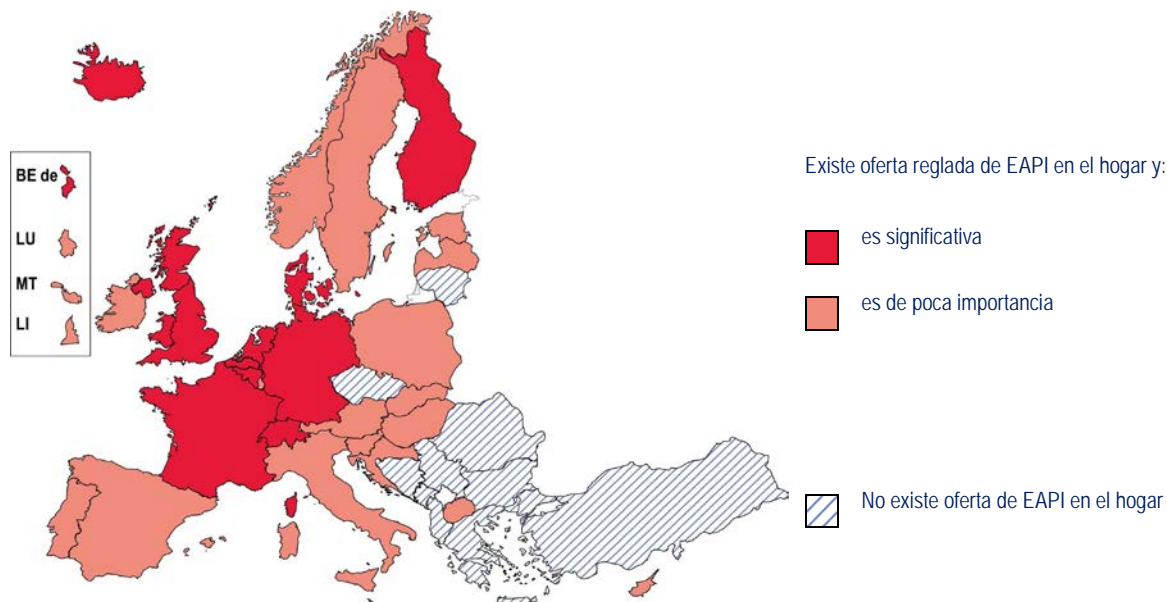 BE de
LU
MT
LI
Existe oferta reglada de EAPI en el hogar y:
es significativa
es de poca importancia
No existe oferta de EAPI en el hogar